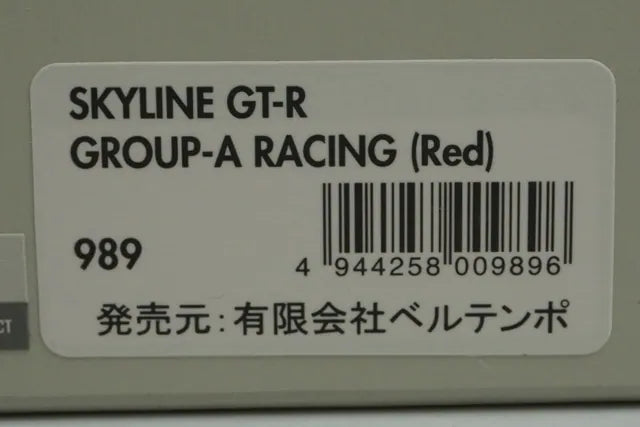 SKYLINE GT-R
GROUP-A RACING (Red)
989
4 944258 009896
発売元:有限会社ベルテンポ
CT